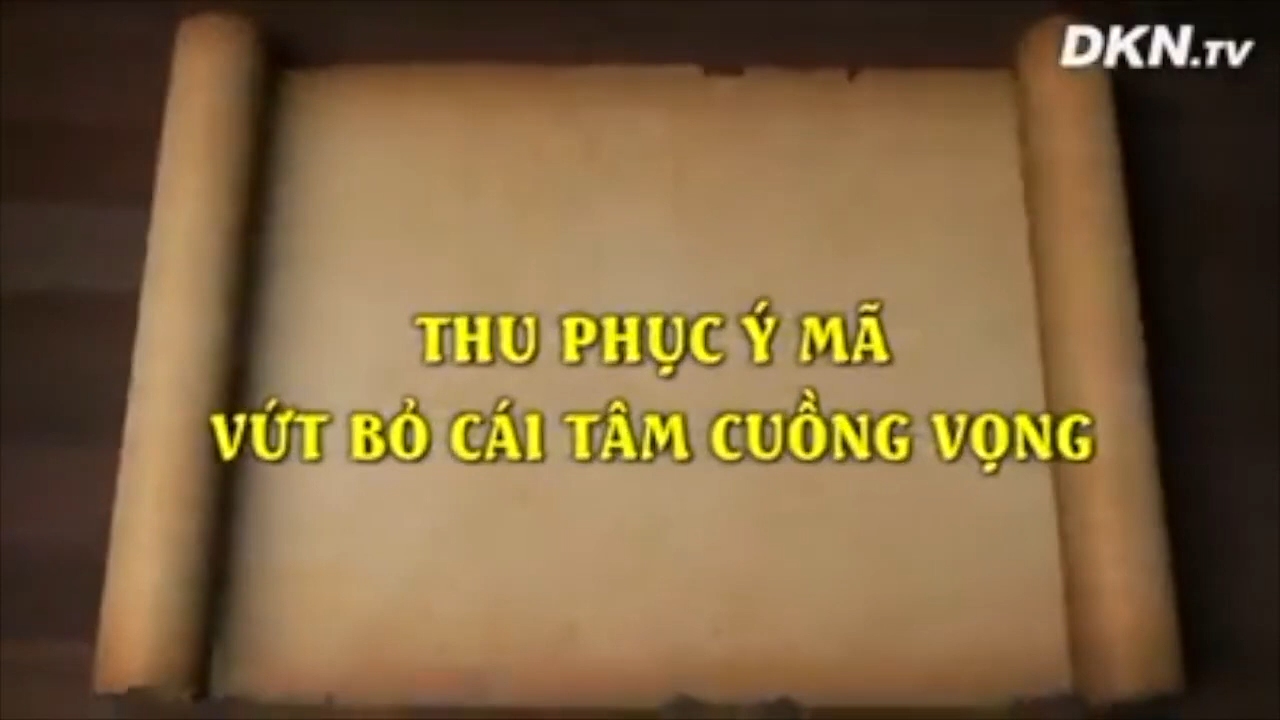 DKN.TV
THU PHỤC Ý MÃ
VỨT BỎ CÁI TÂM CUỒNG VỌNG